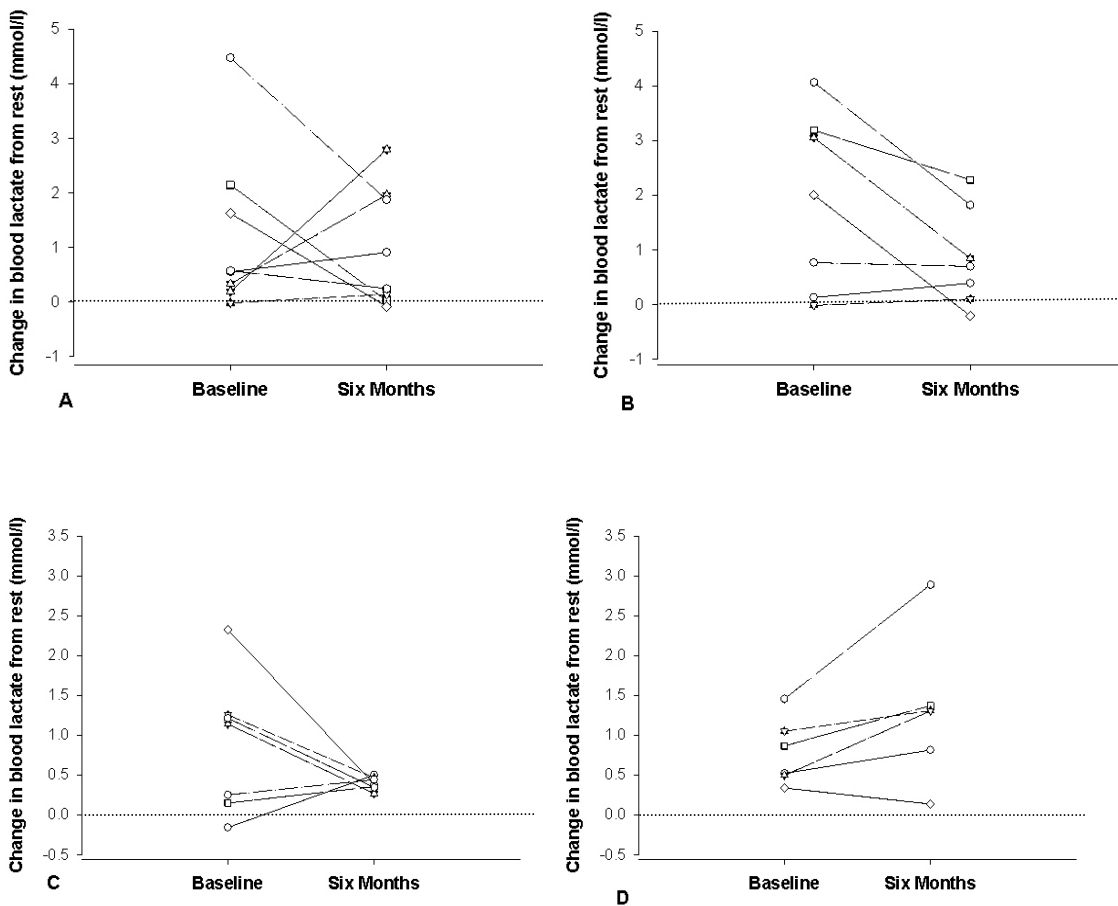 Change in blood lactate from rest (mmol/l)
5
4
3
2
1
0
-1
Baseline Six Months
A
Change in blood lactate from rest (mmol/l)
5
4
3
2
1
0
-1
Baseline Six Months
B
Change in blood lactate from rest (mmol/l)
3.5
3.0
2.5
2.0
1.5
1.0
0.5
0.0
-0.5
Baseline Six Months
C
Change in blood lactate from rest (mmol/l)
3.5
3.0
2.5
2.0
1.5
1.0
0.5
0.0
-0.5
Baseline Six Months
D